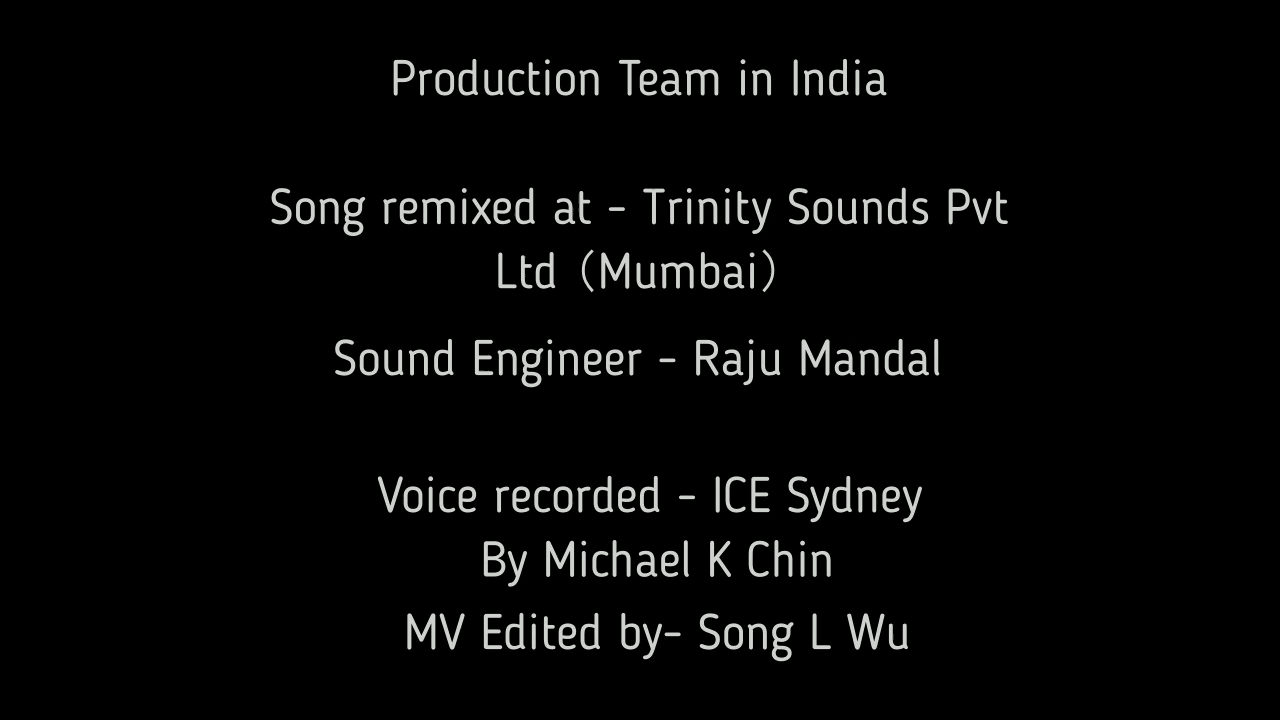 Production Team in India
Song remixed at - Trinity Sounds Pvt
Ltd (Mumbai)
Sound Engineer - Raju Mandal
Voice recorded - ICE Sydney
By Michael K Chin
MV Edited by- Song L Wu